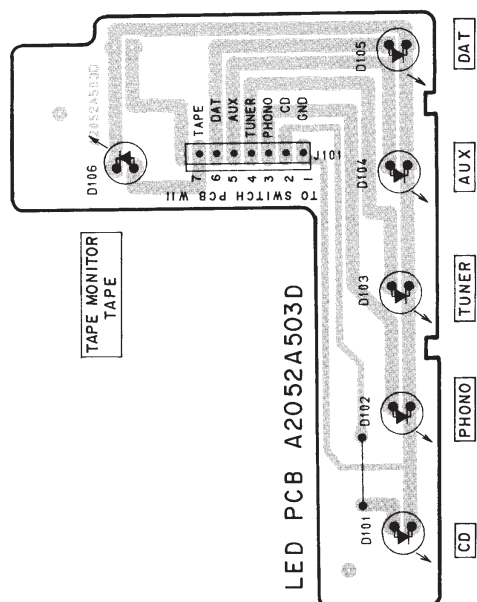 LED PCB A2052A503D
TAPE MONITOR
TAPE
D106
TAPE
DAT
AUX
TUNER
PHONO
CD
GND
7
6
5
4
3
2
1
J101
TO SWITCH PCB W11
D105
D104
D103
D102
D101
DAT
AUX
TUNER
PHONO
CD